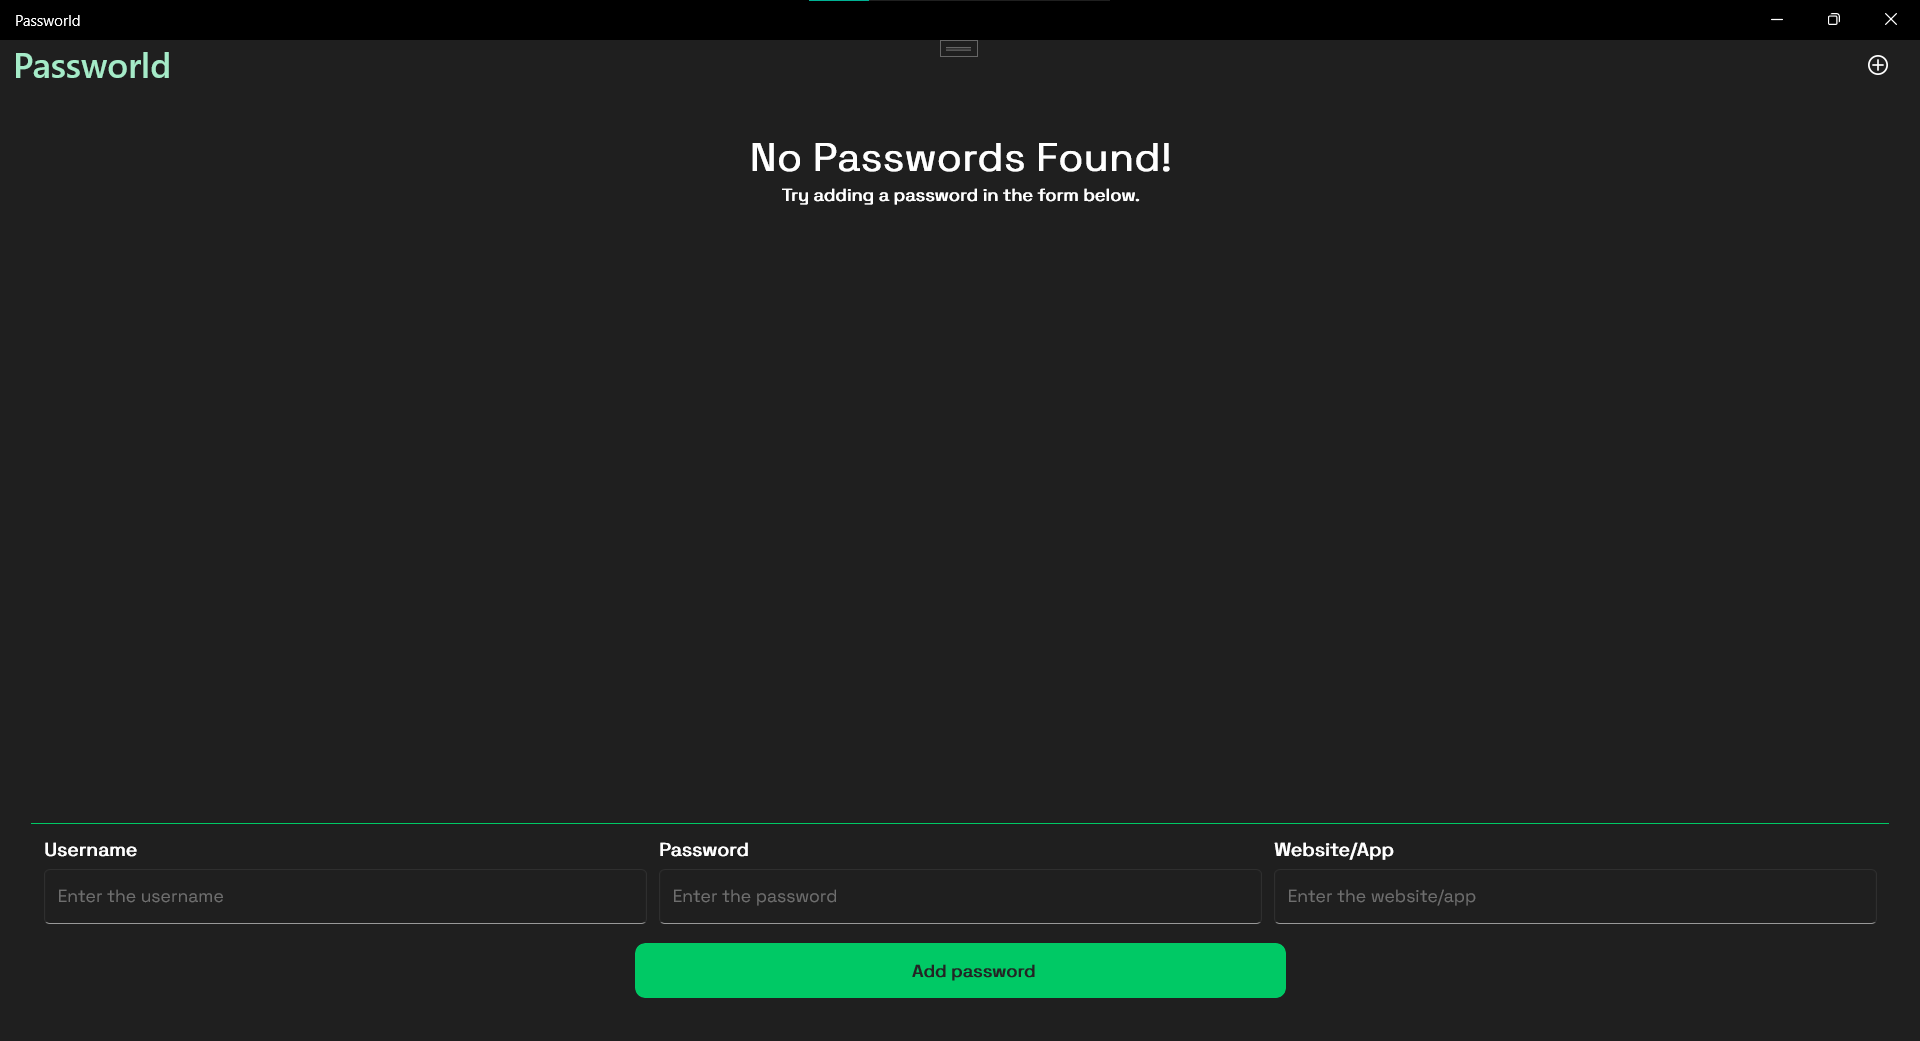 Passworld
Passworld
No Passwords Found!
Try adding a password in the form below.
Username
Password
Website/App
Enter the username
Enter the password
Enter the website/app
Add password